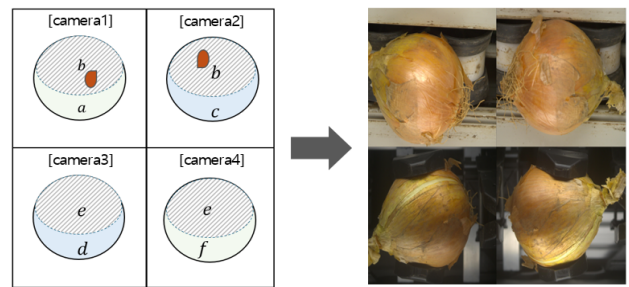 [camera1] [camera2]
b b
a c
[camera3] [camera4]
e e
d f